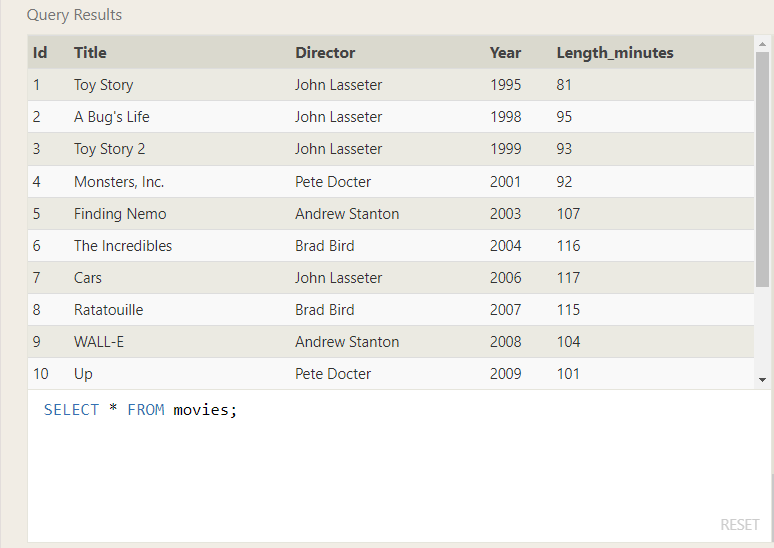 Query Results
Id Title Director Year Length_minutes
1 Toy Story John Lasseter 1995 81
2 A Bug's Life John Lasseter 1998 95
3 Toy Story 2 John Lasseter 1999 93
4 Monsters, Inc. Pete Docter 2001 92
5 Finding Nemo Andrew Stanton 2003 107
6 The Incredibles Brad Bird 2004 116
7 Cars John Lasseter 2006 117
8 Ratatouille Brad Bird 2007 115
9 WALL-E Andrew Stanton 2008 104
10 Up Pete Docter 2009 101
SELECT * FROM movies;
RESET